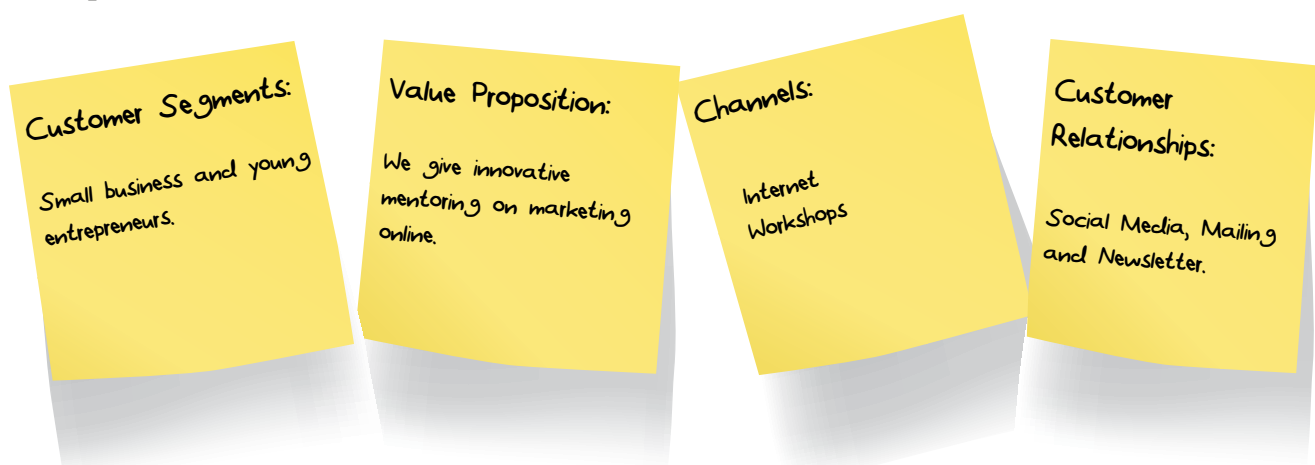 Customer Segments:
Small business and young
entrepreneurs.
Value Proposition:
We give innovative
mentoring on marketing
online.
Channels:
Internet
Workshops
Customer
Relationships:
Social Media, Mailing
and Newsletter.